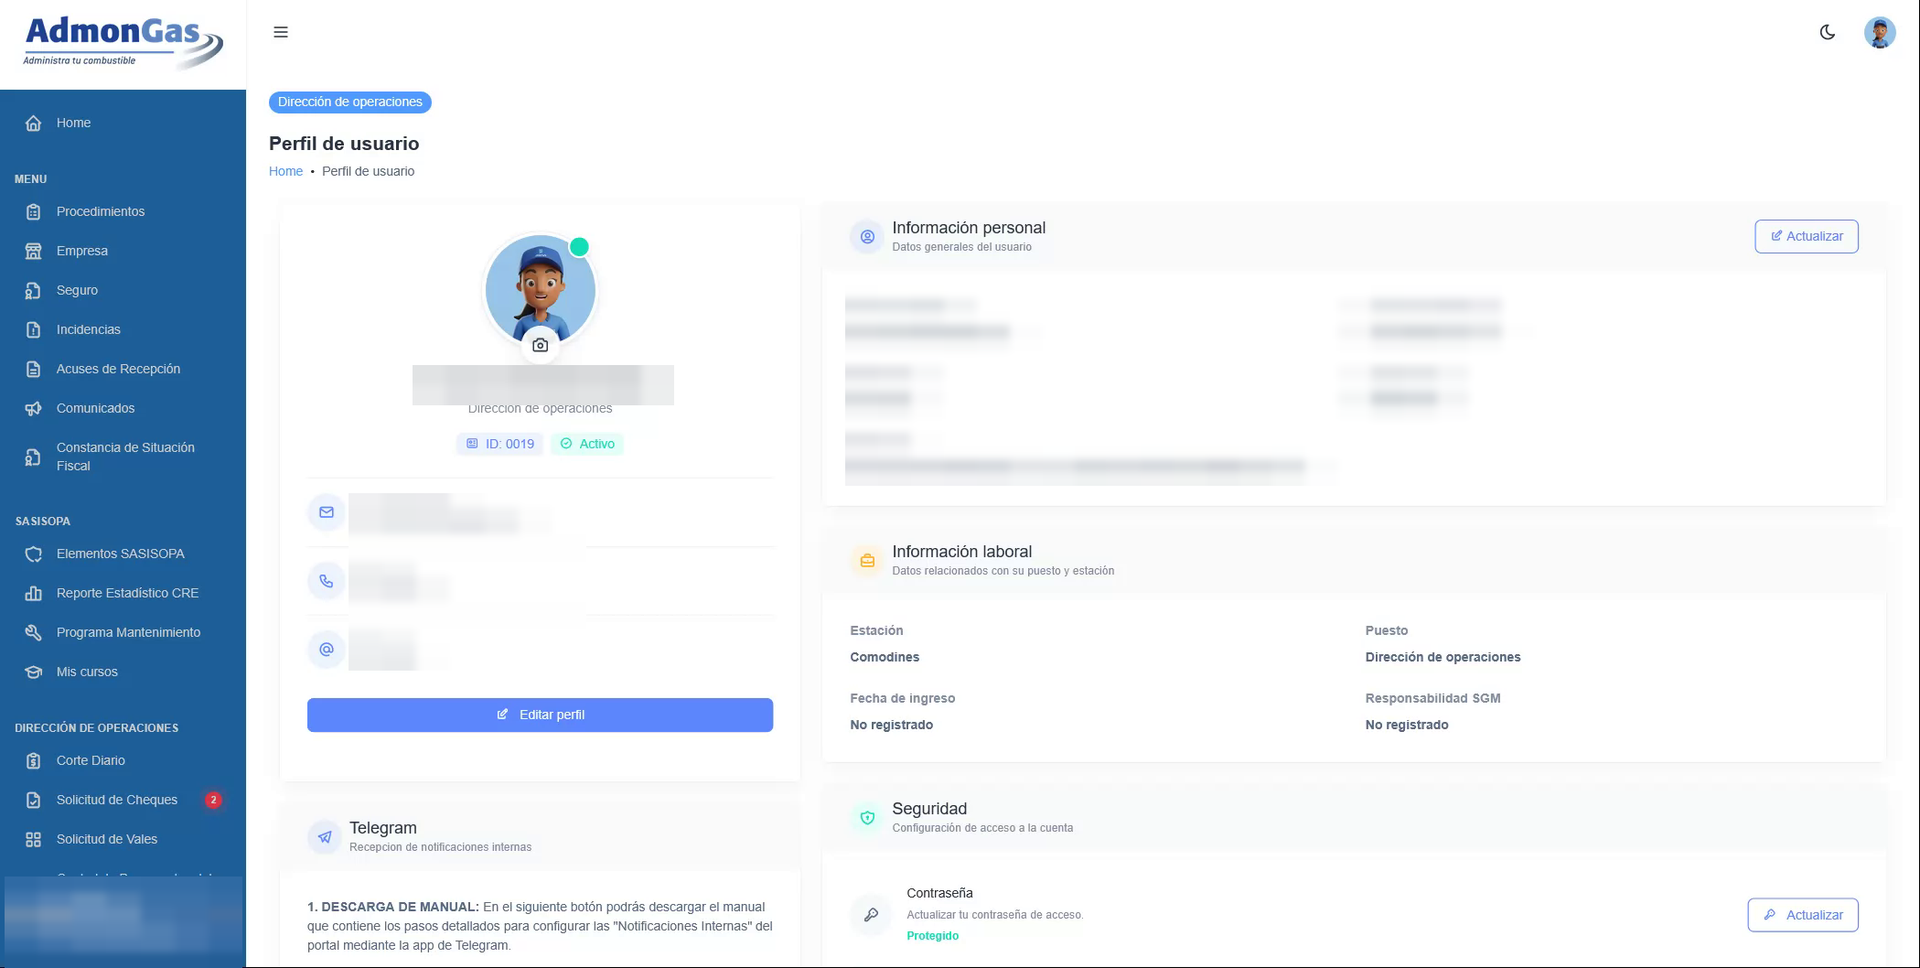 AdmonGas
Administra tu combustible
Home
MENU
Procedimientos
Empresa
Seguro
Incidencias
Acuses de Recepción
Comunicados
Constancia de Situación
Fiscal
SASISOPA
Elementos SASISOPA
Reporte Estadístico CRE
Programa Mantenimiento
Mis cursos
DIRECCIÓN DE OPERACIONES
Corte Diario
Solicitud de Cheques 2
Solicitud de Vales
Dirección de operaciones
Perfil de usuario
Home • Perfil de usuario
Dirección de operaciones
ID: 0019 Activo
Editar perfil
Telegram
Recepcion de notificaciones internas
1. DESCARGA DE MANUAL: En el siguiente botón podrás descargar el manual
que contiene los pasos detallados para configurar las "Notificaciones Internas" del
portal mediante la app de Telegram.
Información personal
Datos generales del usuario
Actualizar
Información laboral
Datos relacionados con su puesto y estación
Estación
Comodines
Puesto
Dirección de operaciones
Fecha de ingreso
No registrado
Responsabilidad SGM
No registrado
Seguridad
Configuración de acceso a la cuenta
Contraseña
Actualizar tu contraseña de acceso.
Protegido
Actualizar